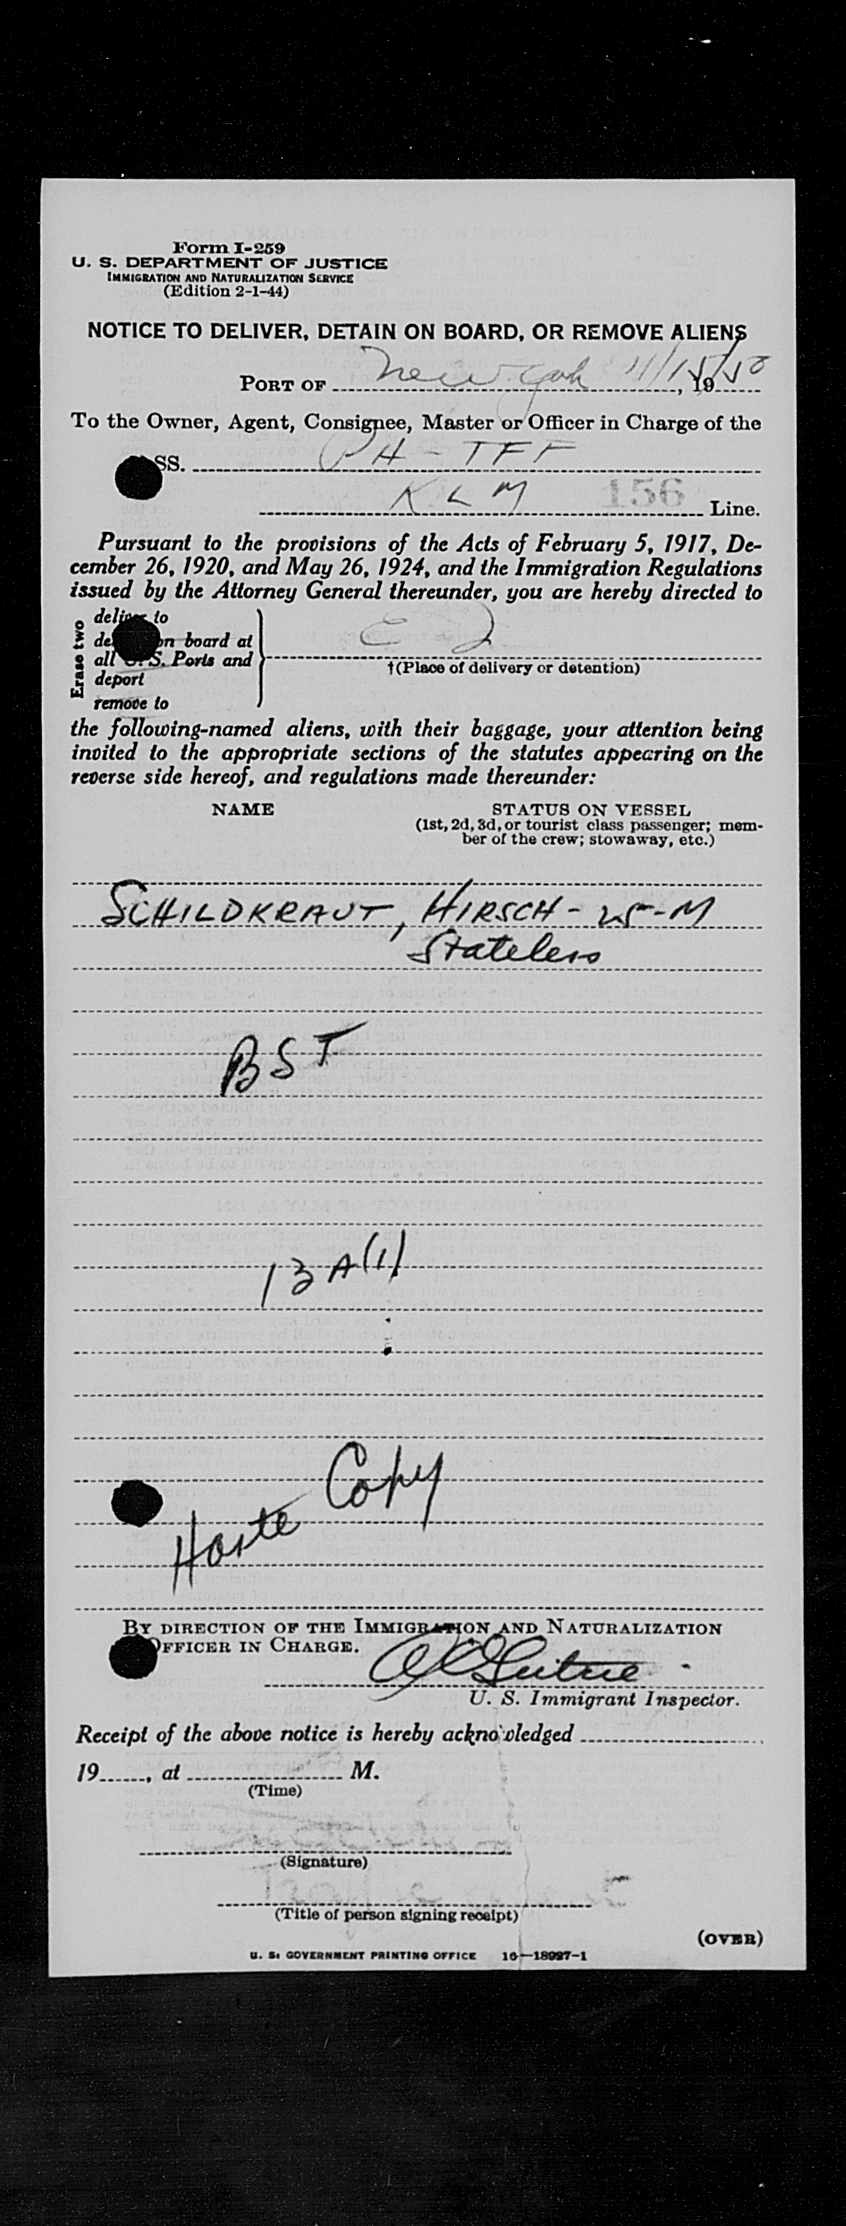 Form I-259
U. S. DEPARTMENT OF JUSTICE
IMMIGRATION AND NATURALIZATION SERVICE
(Edition 2-1-44)
NOTICE TO DELIVER, DETAIN ON BOARD, OR REMOVE ALIENS
PORT OF New York 11/15/50, 19
To the Owner, Agent, Consignee, Master or Officer in Charge of the
SS. PH-TFF
KLM 156 Line.
Pursuant to the provisions of the Acts of February 5, 1917, De-
cember 26, 1920, and May 26, 1924, and the Immigration Regulations
issued by the Attorney General thereunder, you are hereby directed to
Erase two
deliver to
on board at
all U. S. Ports and
deport
remove to
E I
†(Place of delivery or detention)
the following-named aliens, with their baggage, your attention being
invited to the appropriate sections of the statutes appearing on the
reverse side hereof, and regulations made thereunder:
NAME STATUS ON VESSEL
(1st, 2d, 3d, or tourist class passenger; mem-
ber of the crew; stowaway, etc.)
SCHILDKRAUT, HIRSCH - 25-M
Stateless
BST
13 A(1)
Copy
BY DIRECTION OF THE IMMIGRATION AND NATURALIZATION
OFFICER IN CHARGE.
U. S. Immigrant Inspector.
Receipt of the above notice is hereby acknowledged
19, at M.
(Time)
(Signature)
(Title of person signing receipt)
(OVER)
U. S. GOVERNMENT PRINTING OFFICE 16-18927-1